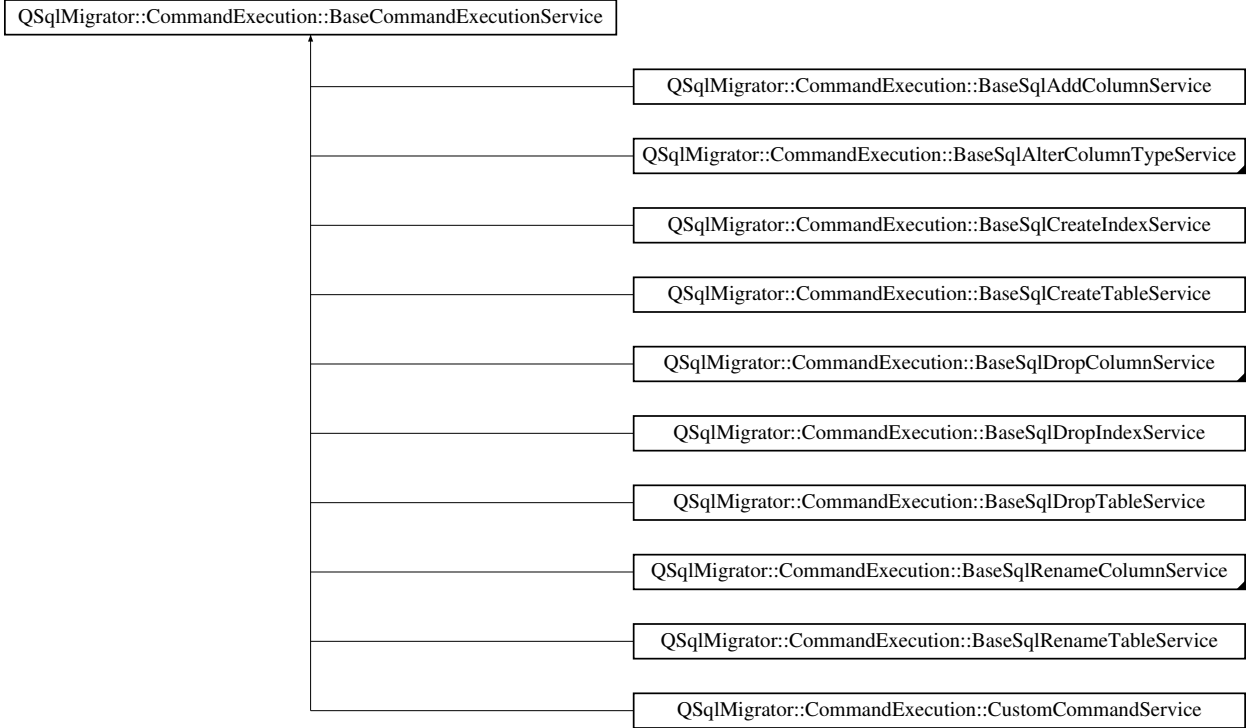 QSqlMigrator::CommandExecution::BaseCommandExecutionService
QSqlMigrator::CommandExecution::BaseSqlAddColumnService
QSqlMigrator::CommandExecution::BaseSqlAlterColumnTypeService
QSqlMigrator::CommandExecution::BaseSqlCreateIndexService
QSqlMigrator::CommandExecution::BaseSqlCreateTableService
QSqlMigrator::CommandExecution::BaseSqlDropColumnService
QSqlMigrator::CommandExecution::BaseSqlDropIndexService
QSqlMigrator::CommandExecution::BaseSqlDropTableService
QSqlMigrator::CommandExecution::BaseSqlRenameColumnService
QSqlMigrator::CommandExecution::BaseSqlRenameTableService
QSqlMigrator::CommandExecution::CustomCommandService